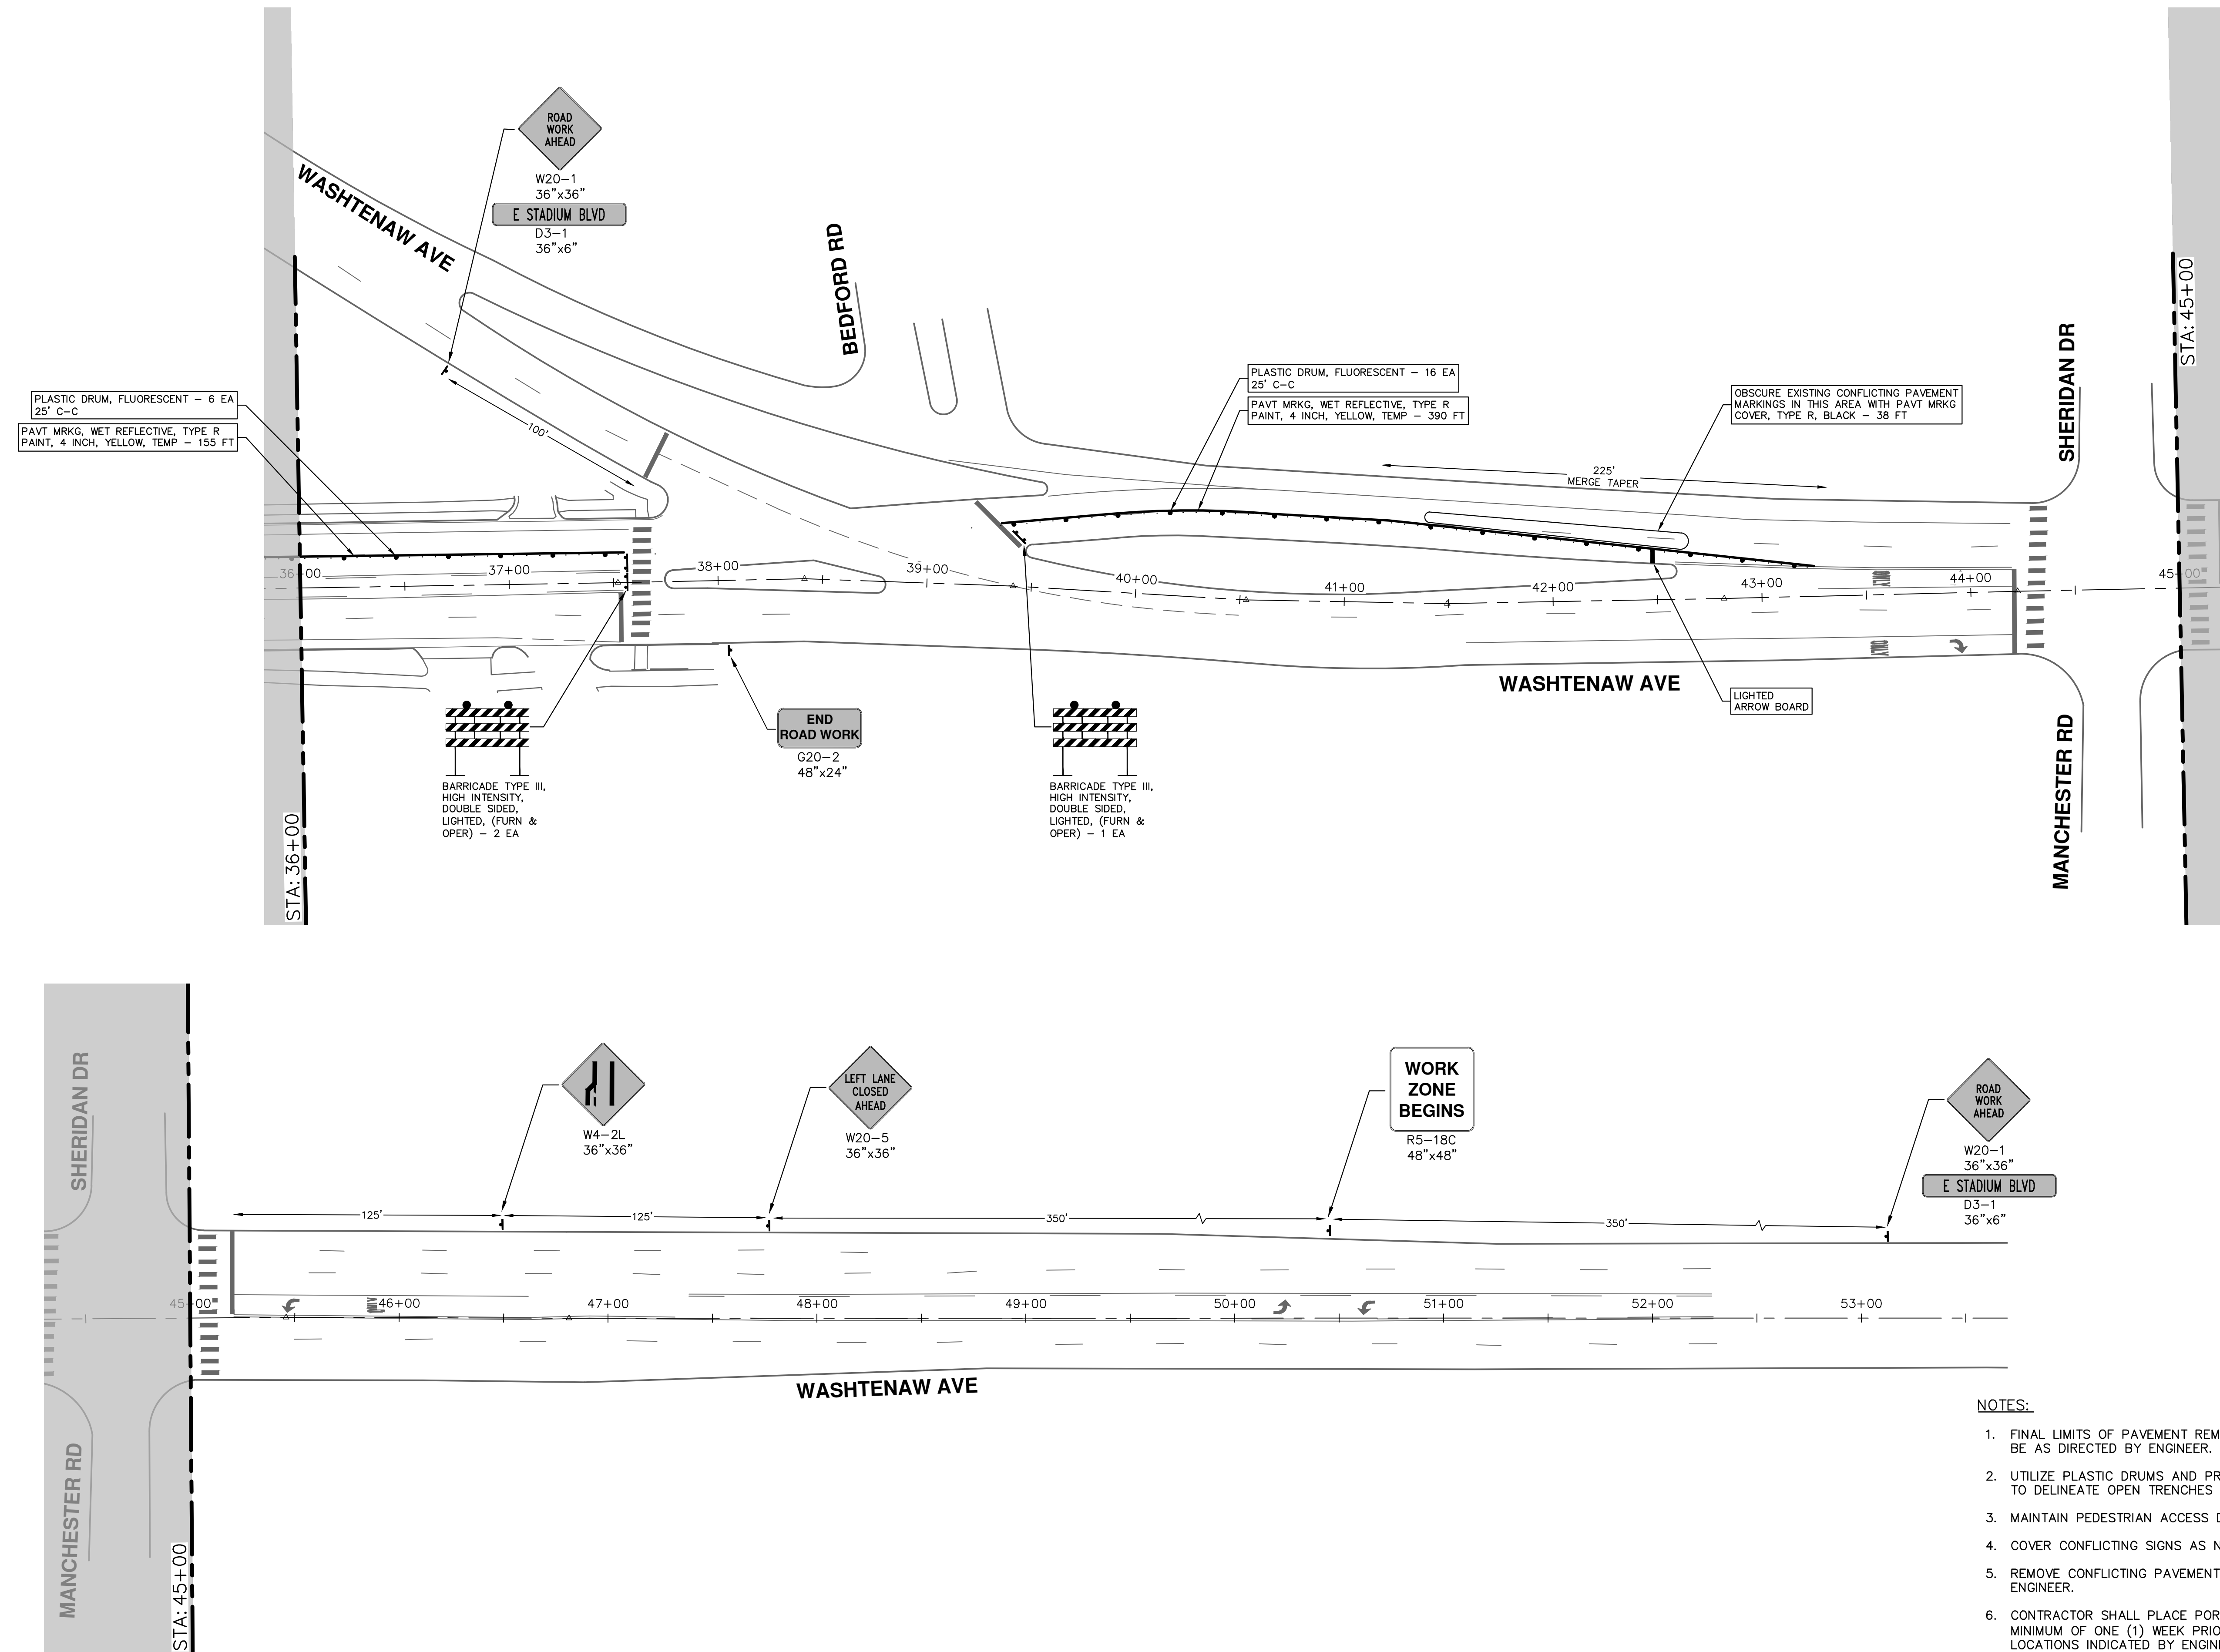 ROAD
WORK
AHEAD
W20-1
36"x36"
E STADIUM BLVD
D3-1
36"x6"
WASHTENAW AVE
BEDFORD RD
SHERIDAN DR
STA: 45+00
PLASTIC DRUM, FLUORESCENT - 6 EA
25' C-C
PAVT MRKG, WET REFLECTIVE, TYPE R
PAINT, 4 INCH, YELLOW, TEMP - 155 FT
100'
PLASTIC DRUM, FLUORESCENT - 16 EA
25' C-C
PAVT MRKG, WET REFLECTIVE, TYPE R
PAINT, 4 INCH, YELLOW, TEMP - 390 FT
OBSCURE EXISTING CONFLICTING PAVEMENT
MARKINGS IN THIS AREA WITH PAVT MRKG
COVER, TYPE R, BLACK - 38 FT
225'
MERGE TAPER
36+00
37+00
38+00
39+00
40+00
41+00
42+00
43+00
44+00
45+00
4
ONLY
ONLY
WASHTENAW AVE
LIGHTED
ARROW BOARD
END
ROAD WORK
G20-2
48"x24"
BARRICADE TYPE III,
HIGH INTENSITY,
DOUBLE SIDED,
LIGHTED, (FURN &
OPER) - 2 EA
BARRICADE TYPE III,
HIGH INTENSITY,
DOUBLE SIDED,
LIGHTED, (FURN &
OPER) - 1 EA
STA: 36+00
MANCHESTER RD
SHERIDAN DR
W4-2L
36"x36"
LEFT LANE
CLOSED
AHEAD
W20-5
36"x36"
WORK
ZONE
BEGINS
R5-18C
48"x48"
ROAD
WORK
AHEAD
W20-1
36"x36"
E STADIUM BLVD
D3-1
36"x6"
125'
125'
350'
350'
45+00
46+00
47+00
48+00
49+00
50+00
51+00
52+00
53+00
ONLY
WASHTENAW AVE
MANCHESTER RD
STA: 45+00
NOTES:
1. FINAL LIMITS OF PAVEMENT REM
BE AS DIRECTED BY ENGINEER.
2. UTILIZE PLASTIC DRUMS AND PR
TO DELINEATE OPEN TRENCHES
3. MAINTAIN PEDESTRIAN ACCESS D
4. COVER CONFLICTING SIGNS AS N
5. REMOVE CONFLICTING PAVEMENT
ENGINEER.
6. CONTRACTOR SHALL PLACE POR
MINIMUM OF ONE (1) WEEK PRIO
LOCATIONS INDICATED BY ENGIN